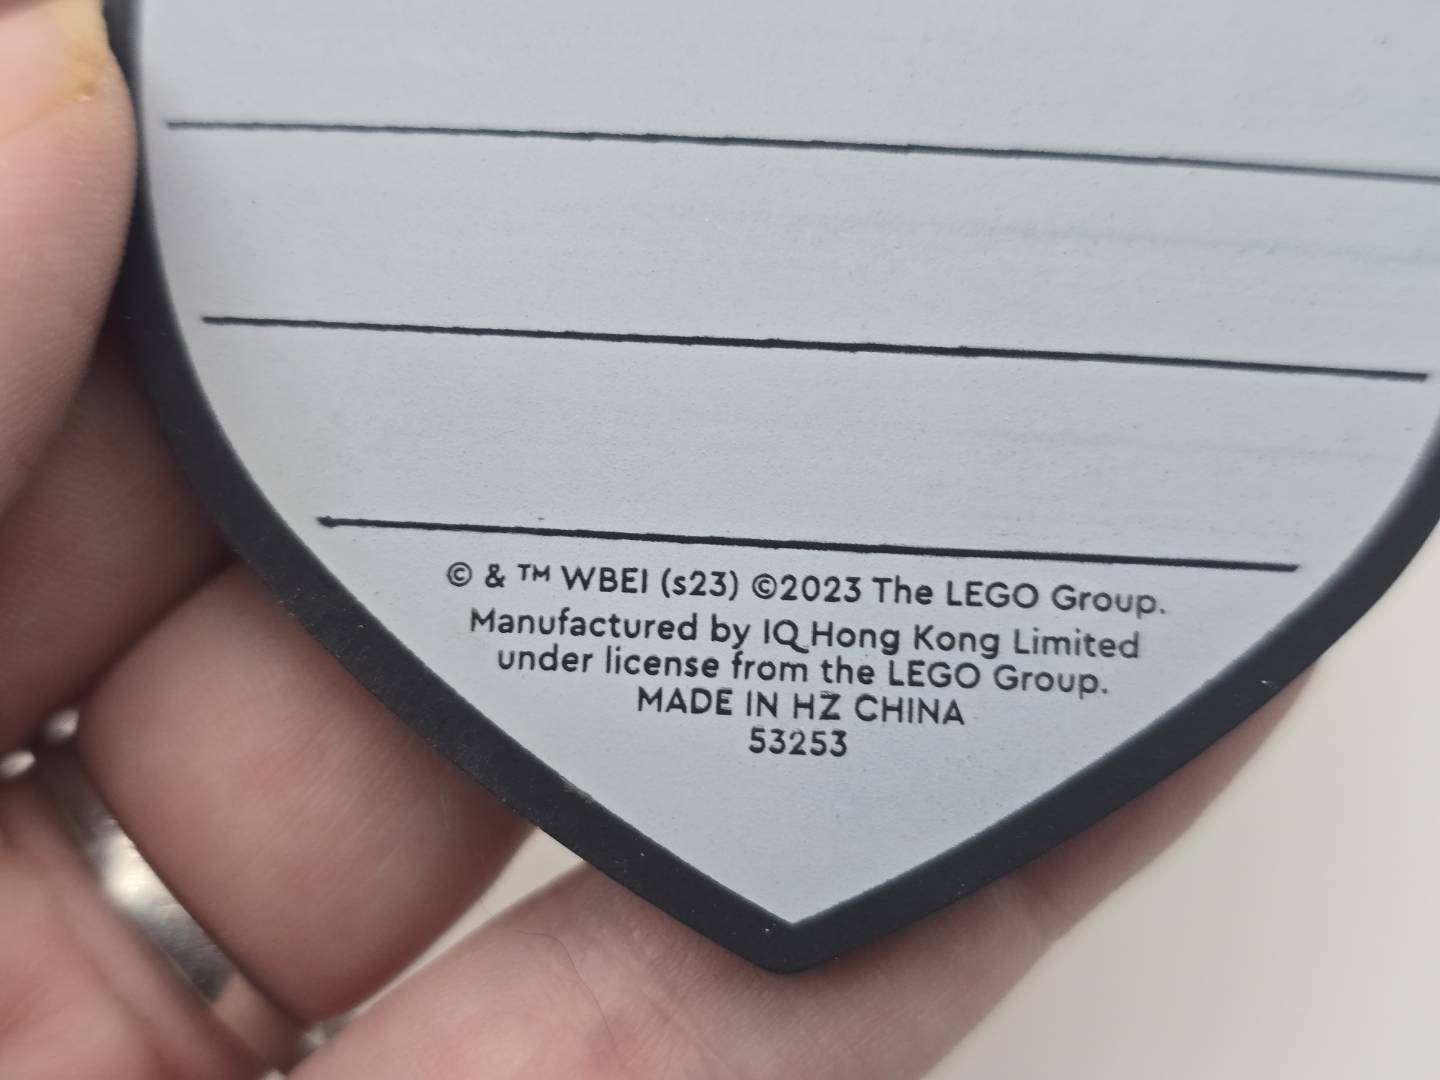 © & ™ WBEI (s23) ©2023 The LEGO Group.
Manufactured by IQ Hong Kong Limited
under license from the LEGO Group.
MADE IN HZ CHINA
53253